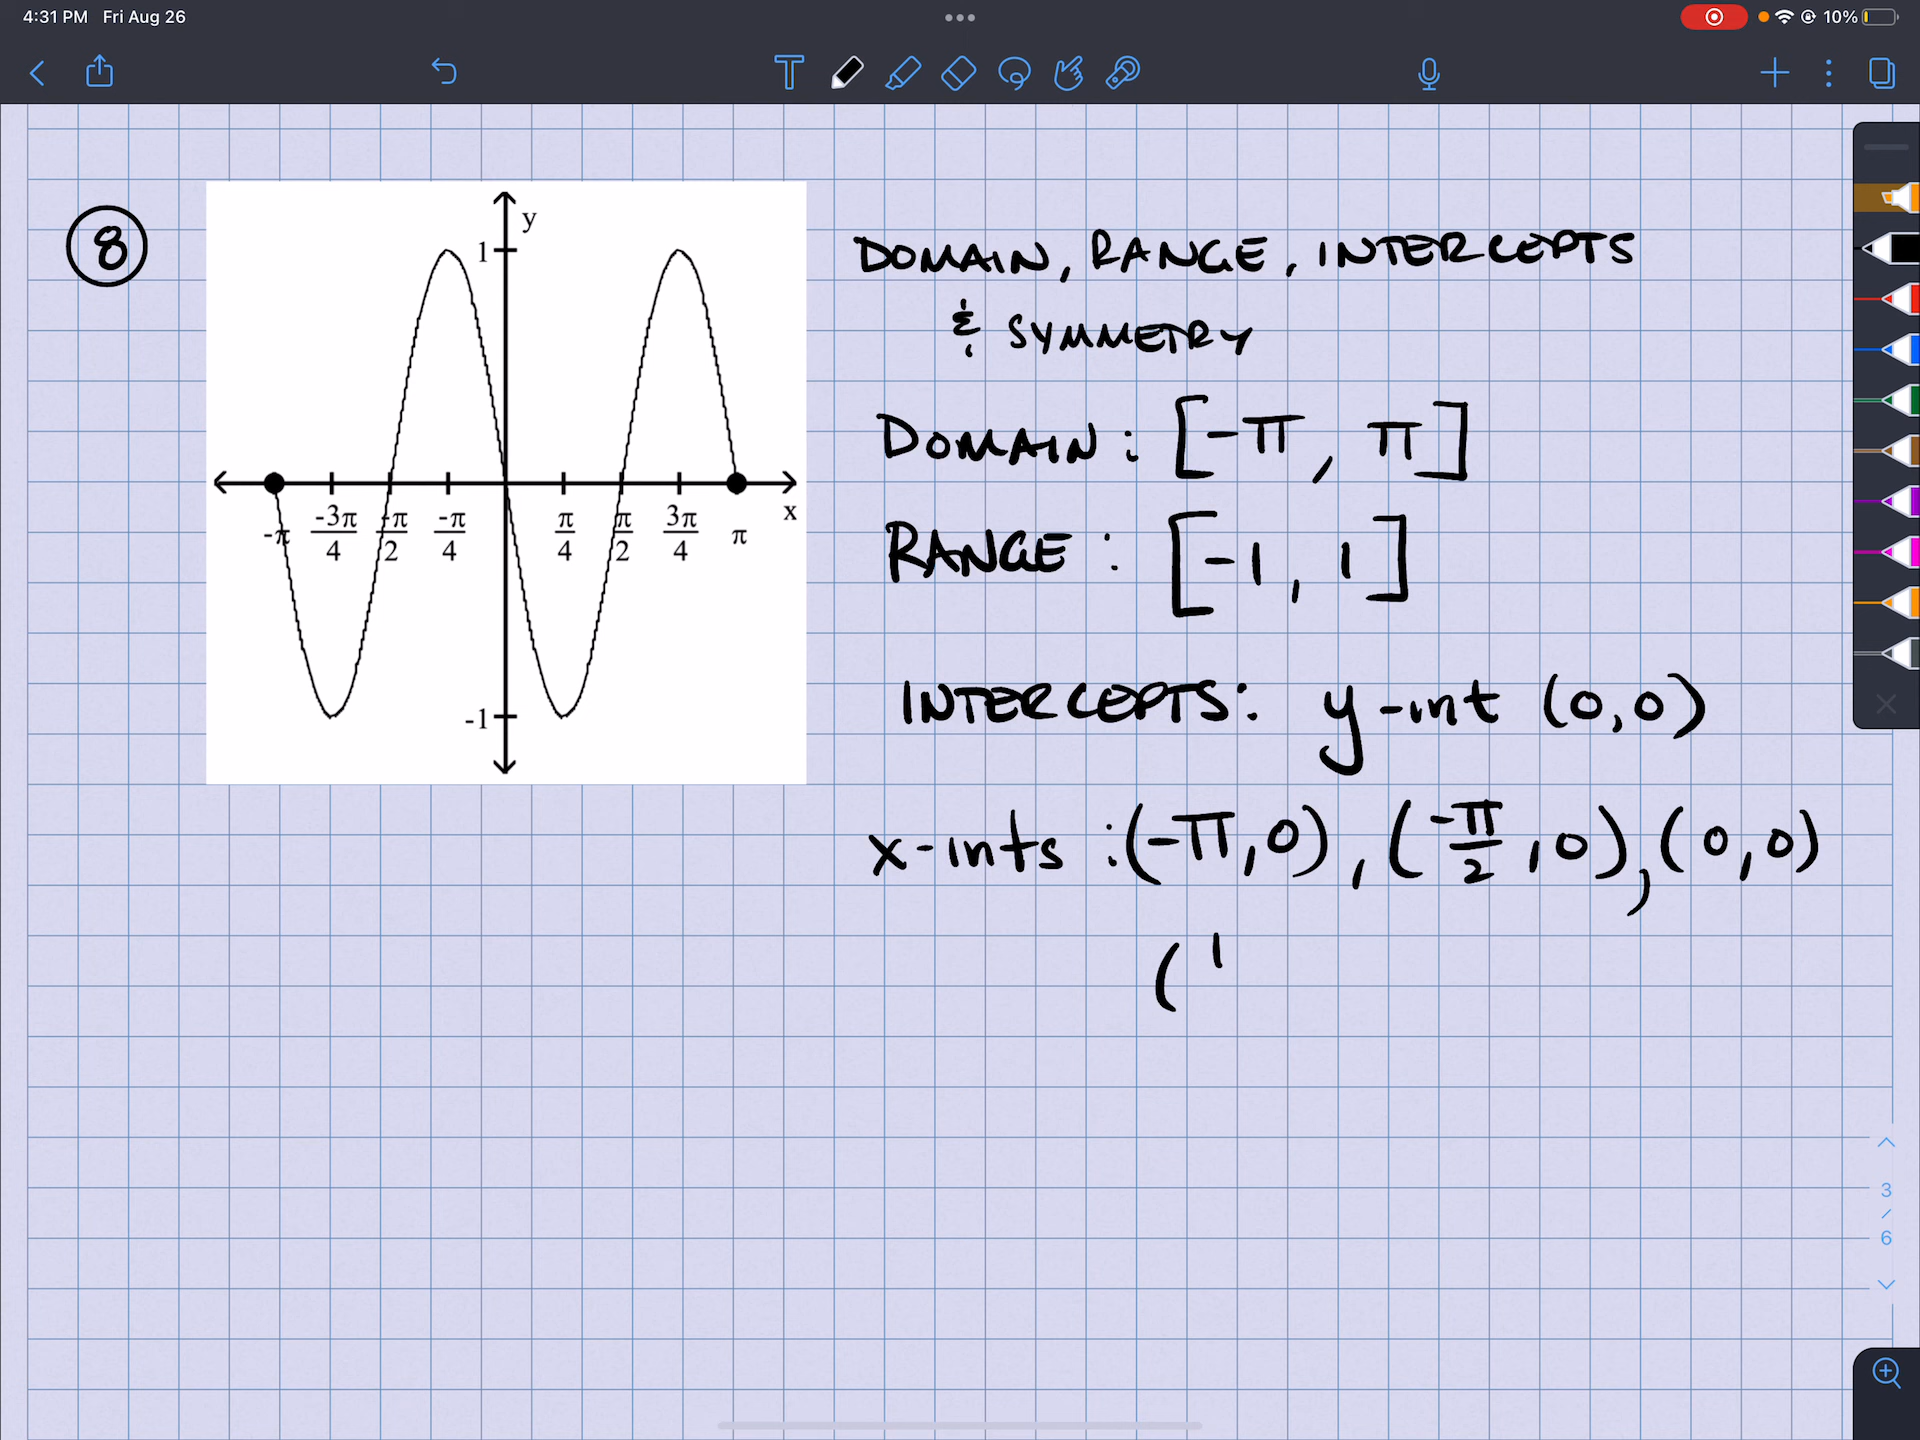 4:31 PM Fri Aug 26
10%
8
y
1
-π -3π/4 -π/2 -π/4 π/4 π/2 3π/4 π x
-1
DOMAIN, RANGE, INTERCEPTS
& SYMMETRY
DOMAIN: [-π, π]
RANGE: [-1, 1]
INTERCEPTS: y-int (0,0)
x-ints: (-π,0), (-π/2,0), (0,0)
(
3
/
6